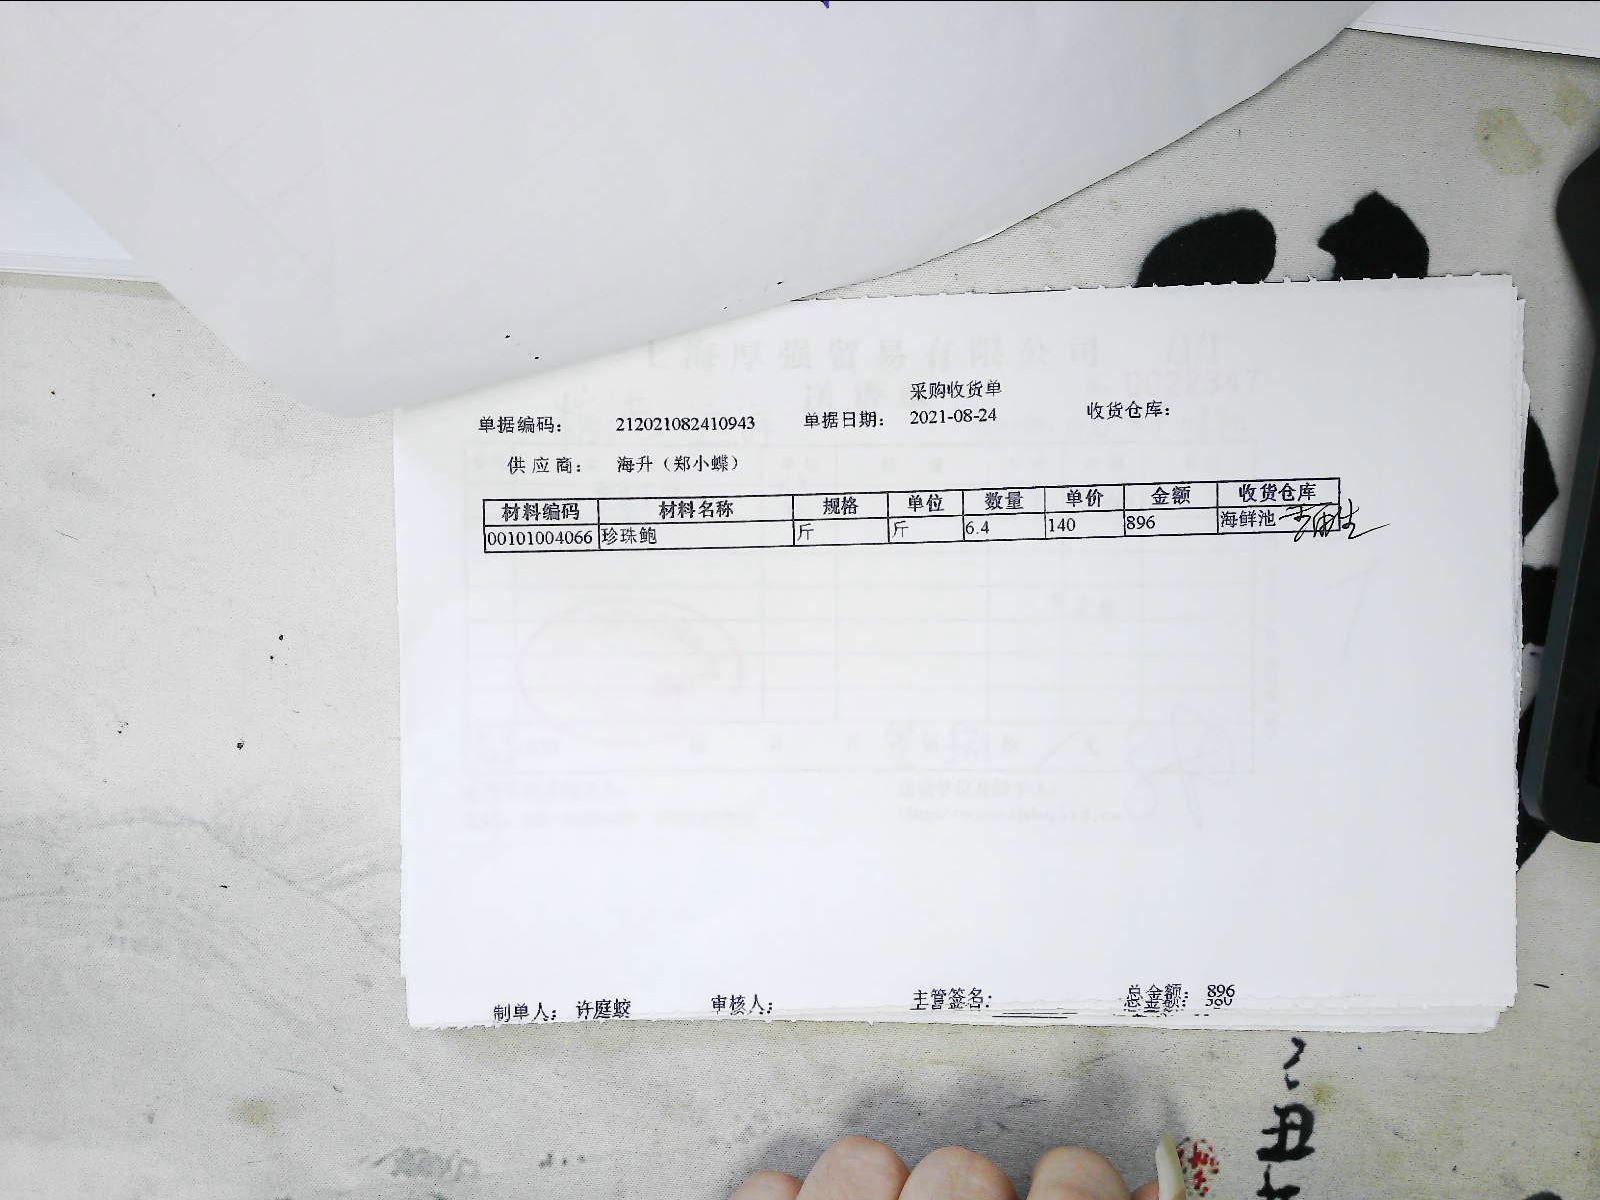 采购收货单
单据编码： 212021082410943 单据日期： 2021-08-24 收货仓库：
供应商： 海升（郑小蝶）
材料编码 材料名称 规格 单位 数量 单价 金额 收货仓库
00101004066 珍珠鲍 斤 斤 6.4 140 896 海鲜池
制单人： 许庭蛟 审核人： 主管签名： 总金额： 896
丑